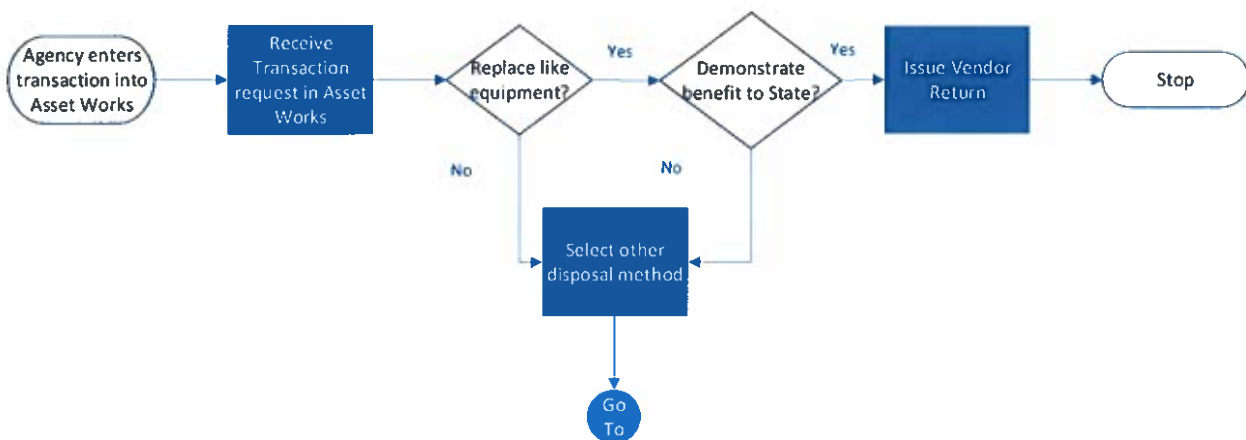 Agency enters
transaction into
Asset Works
Receive
Transaction
request in Asset
Works
Replace like
equipment?
Yes
Demonstrate
benefit to State?
Yes
Issue Vendor
Return
Stop
No
No
Select other
disposal method
Go
To